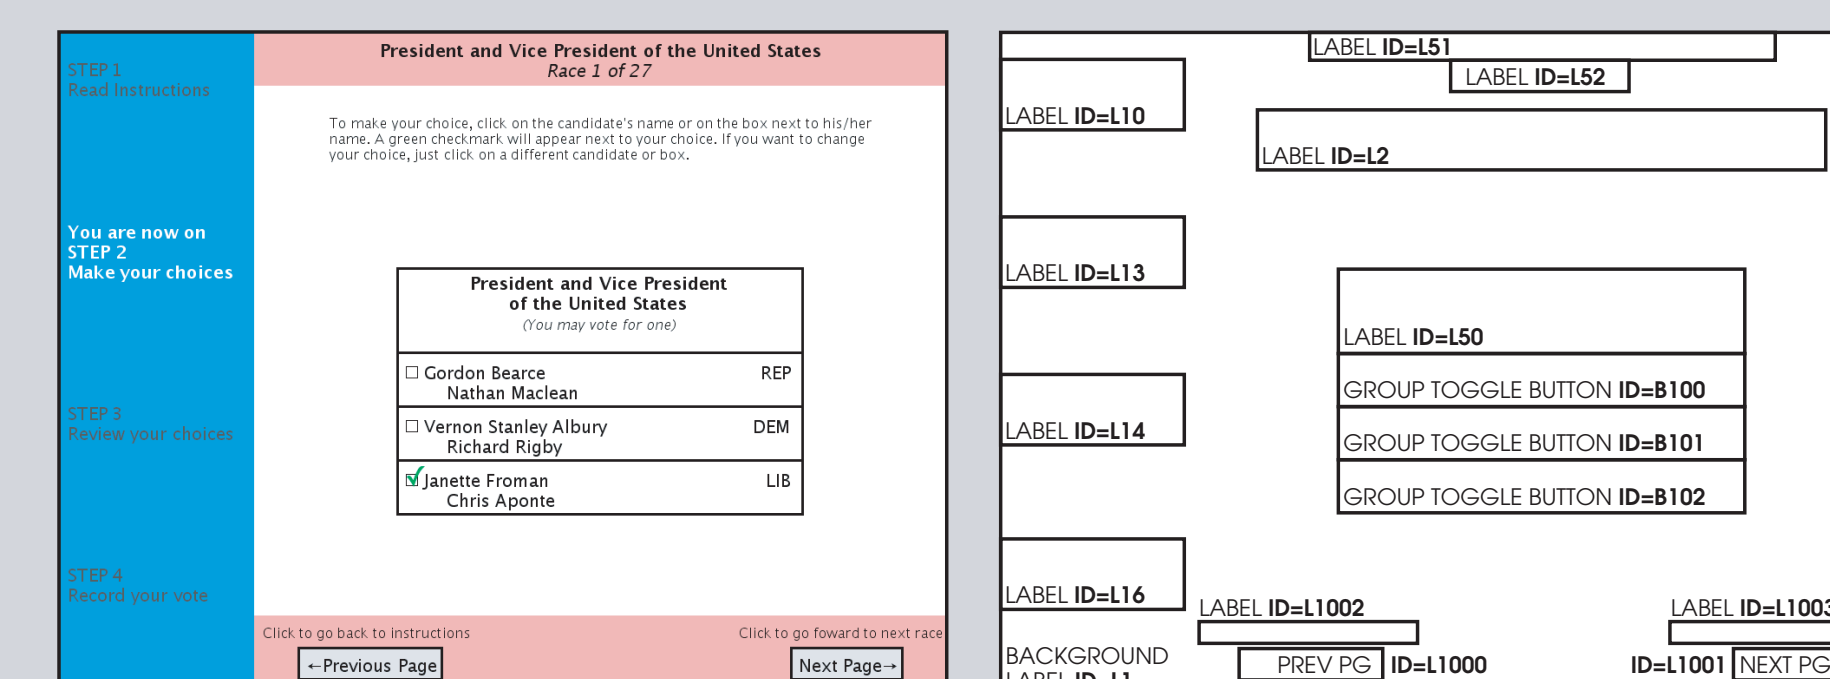 President and Vice President of the United States
Race 1 of 27
STEP 1
Read Instructions
To make your choice, click on the candidate's name or on the box next to his/her
name. A green checkmark will appear next to your choice. If you want to change
your choice, just click on a different candidate or box.
You are now on
STEP 2
Make your choices
President and Vice President
of the United States
(You may vote for one)
Gordon Bearce REP
Nathan Maclean
Vernon Stanley Albury DEM
Richard Rigby
Janette Froman LIB
Chris Aponte
STEP 3
Review your choices
STEP 4
Record your vote
Click to go back to instructions
Click to go foward to next race
←Previous Page
Next Page→
LABEL ID=L51
LABEL ID=L52
LABEL ID=L10
LABEL ID=L2
LABEL ID=L13
LABEL ID=L50
GROUP TOGGLE BUTTON ID=B100
LABEL ID=L14
GROUP TOGGLE BUTTON ID=B101
GROUP TOGGLE BUTTON ID=B102
LABEL ID=L16
LABEL ID=L1002
LABEL ID=L1003
BACKGROUND
LABEL ID=L1
PREV PG ID=L1000
ID=L1001 NEXT PG